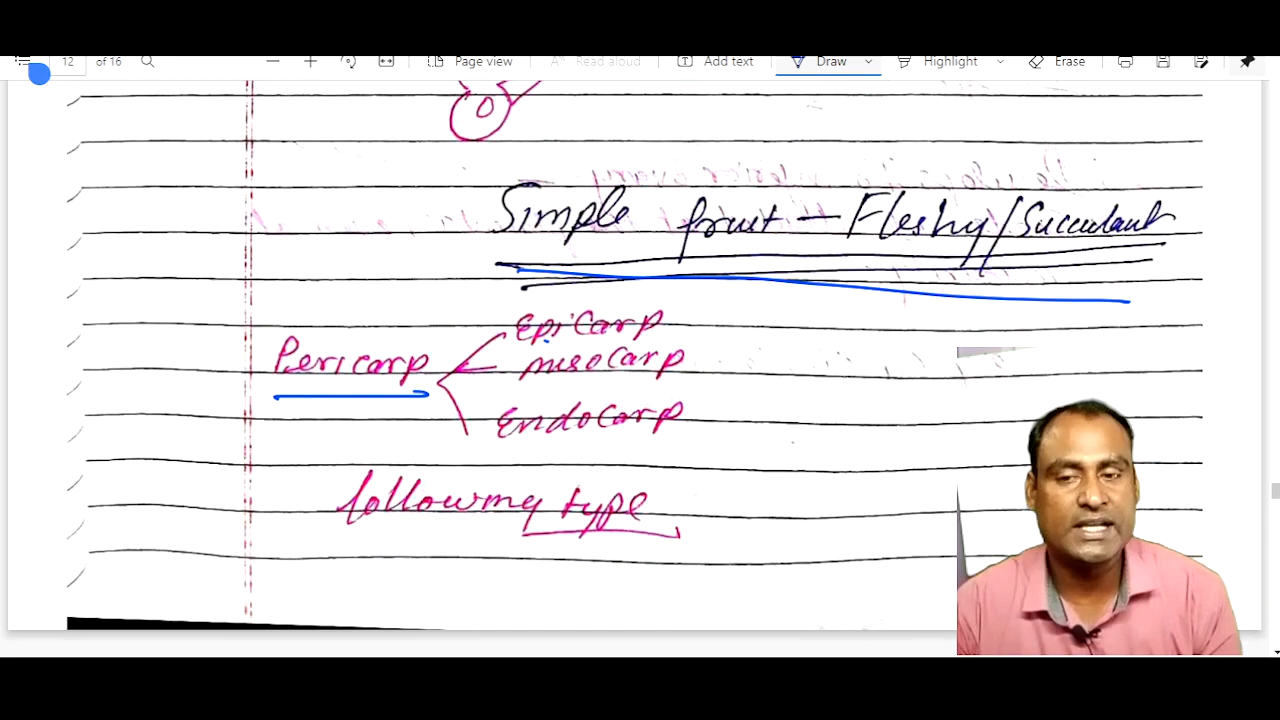 12 of 16 Page view Read aloud Add text Draw Highlight Erase
Simple fruit — Fleshy/Succulant
Epicarp
Pericarp
mesocarp
Endocarp
following type